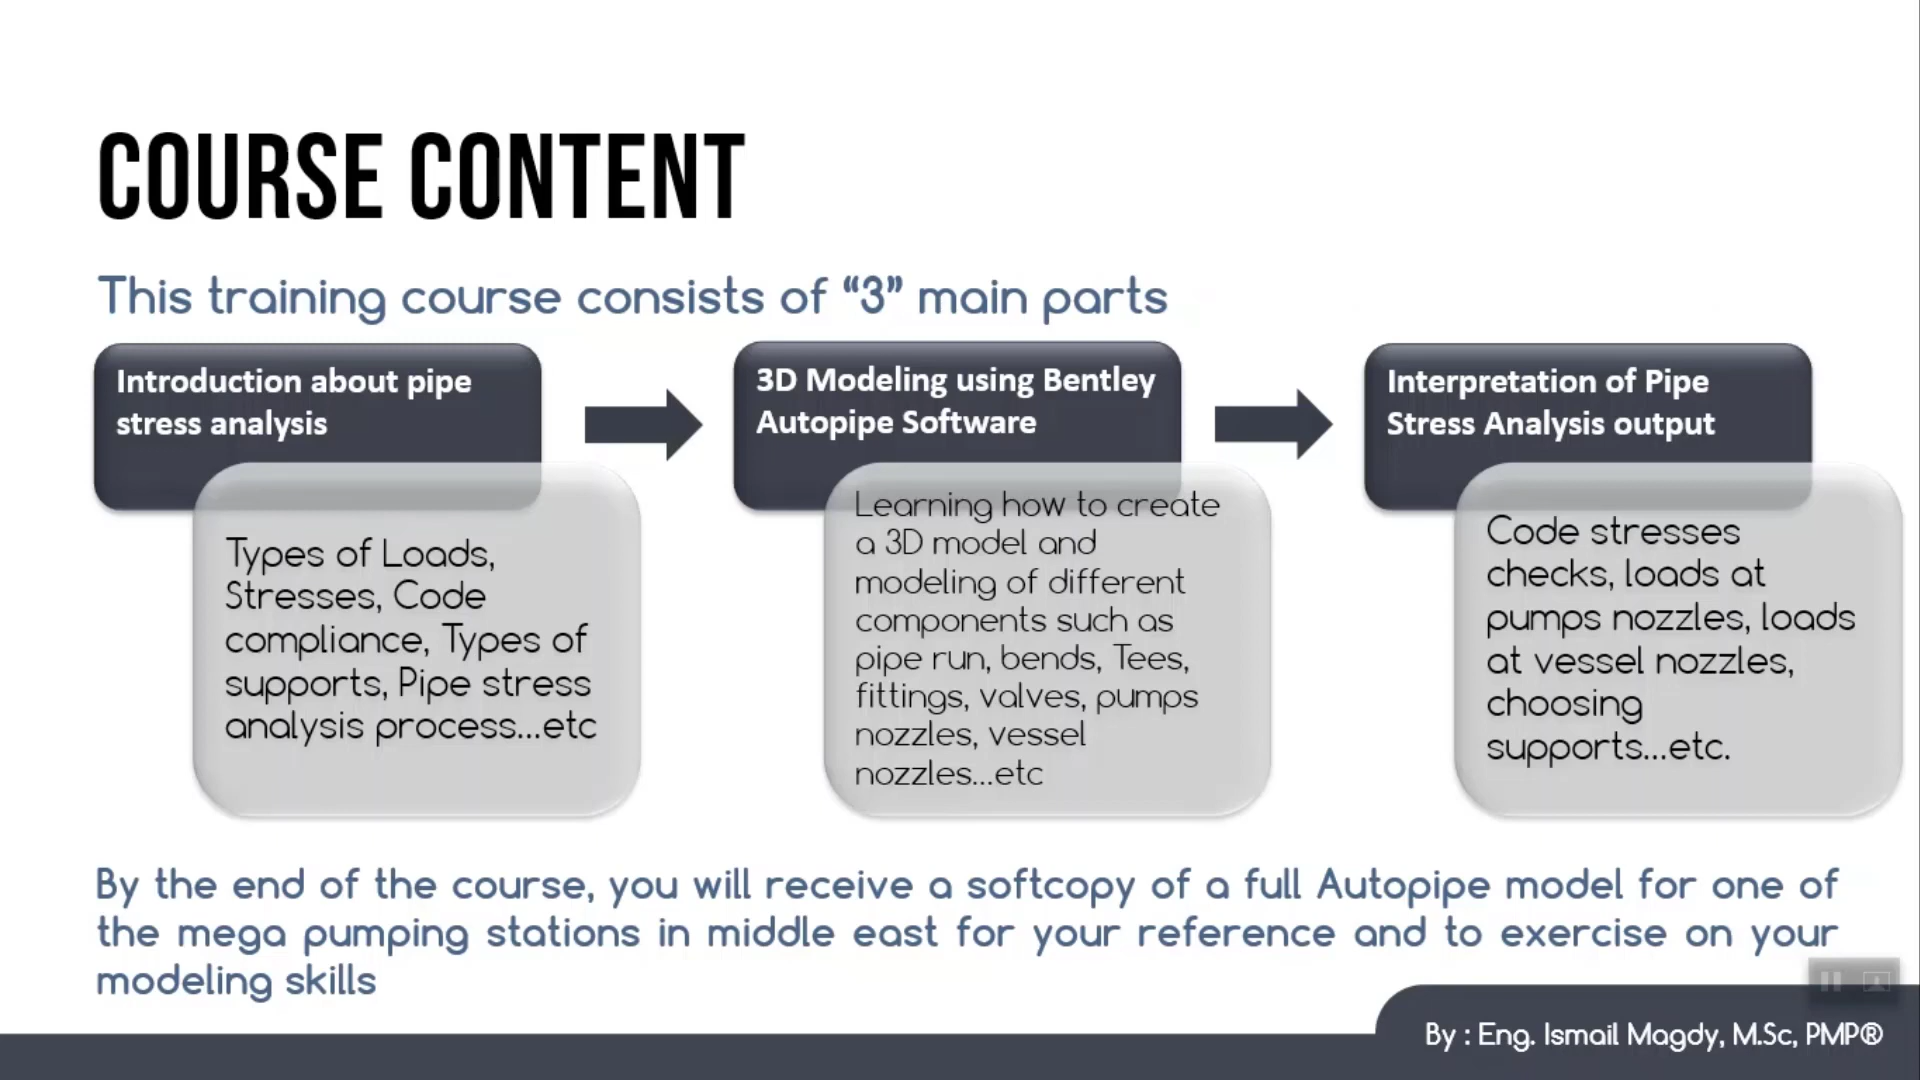 COURSE CONTENT
This training course consists of “3” main parts
Introduction about pipe
stress analysis
Types of Loads,
Stresses, Code
compliance, Types of
supports, Pipe stress
analysis process...etc
3D Modeling using Bentley
Autopipe Software
Learning how to create
a 3D model and
modeling of different
components such as
pipe run, bends, Tees,
fittings, valves, pumps
nozzles, vessel
nozzles...etc
Interpretation of Pipe
Stress Analysis output
Code stresses
checks, loads at
pumps nozzles, loads
at vessel nozzles,
choosing
supports...etc.
By the end of the course, you will receive a softcopy of a full Autopipe model for one of
the mega pumping stations in middle east for your reference and to exercise on your
modeling skills
By : Eng. Ismail Magdy, M.Sc, PMP®